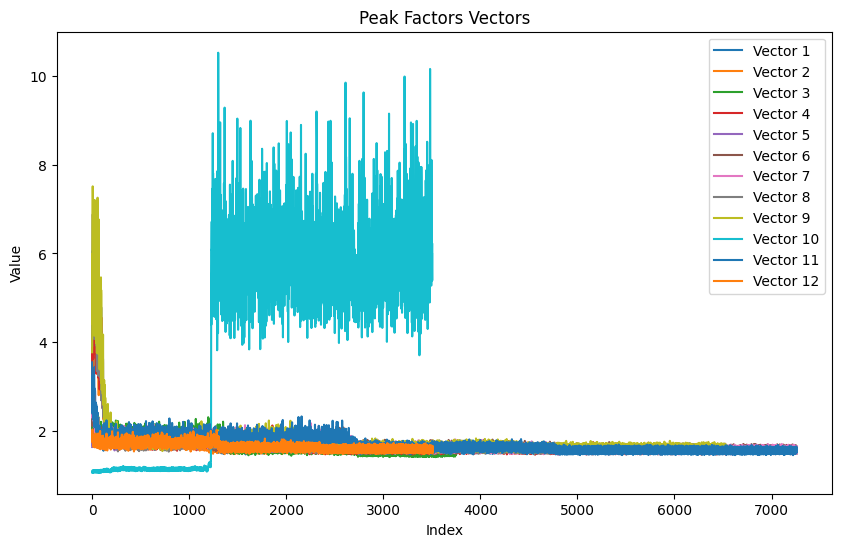 Peak Factors Vectors
Value
10
8
6
4
2
0
1000
2000
3000
4000
5000
6000
7000
Index
Vector 1
Vector 2
Vector 3
Vector 4
Vector 5
Vector 6
Vector 7
Vector 8
Vector 9
Vector 10
Vector 11
Vector 12